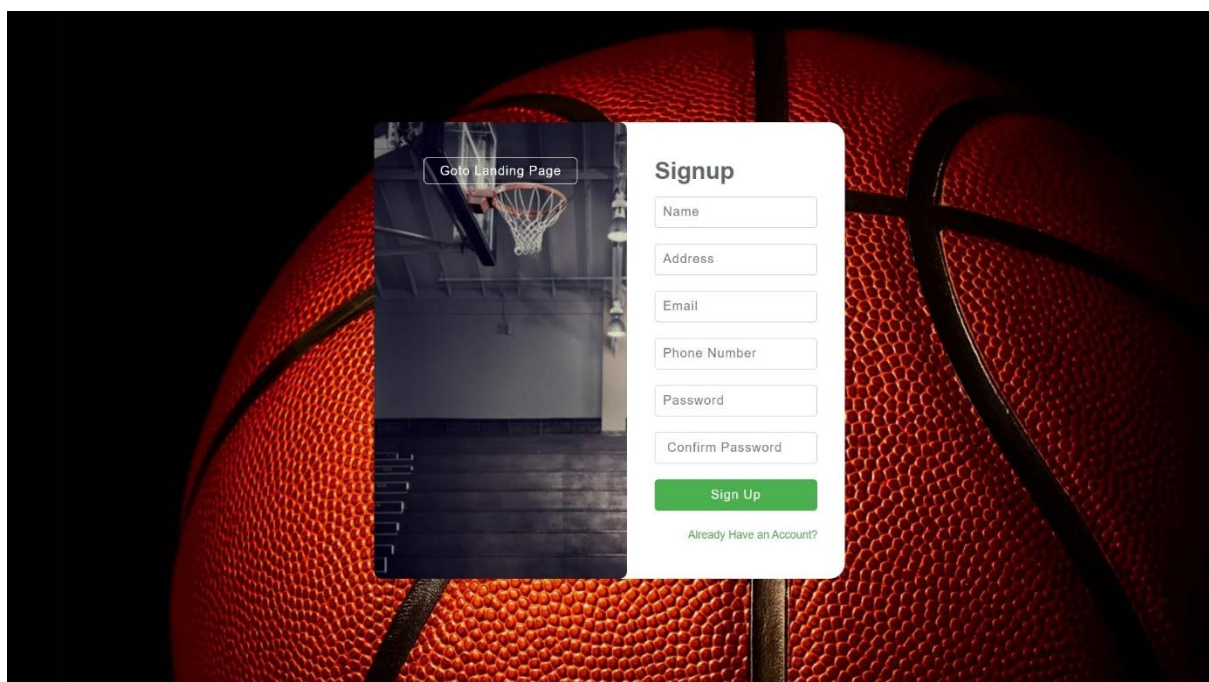 Goto Landing Page
Signup
Name
Address
Email
Phone Number
Password
Confirm Password
Sign Up
Already Have an Account?